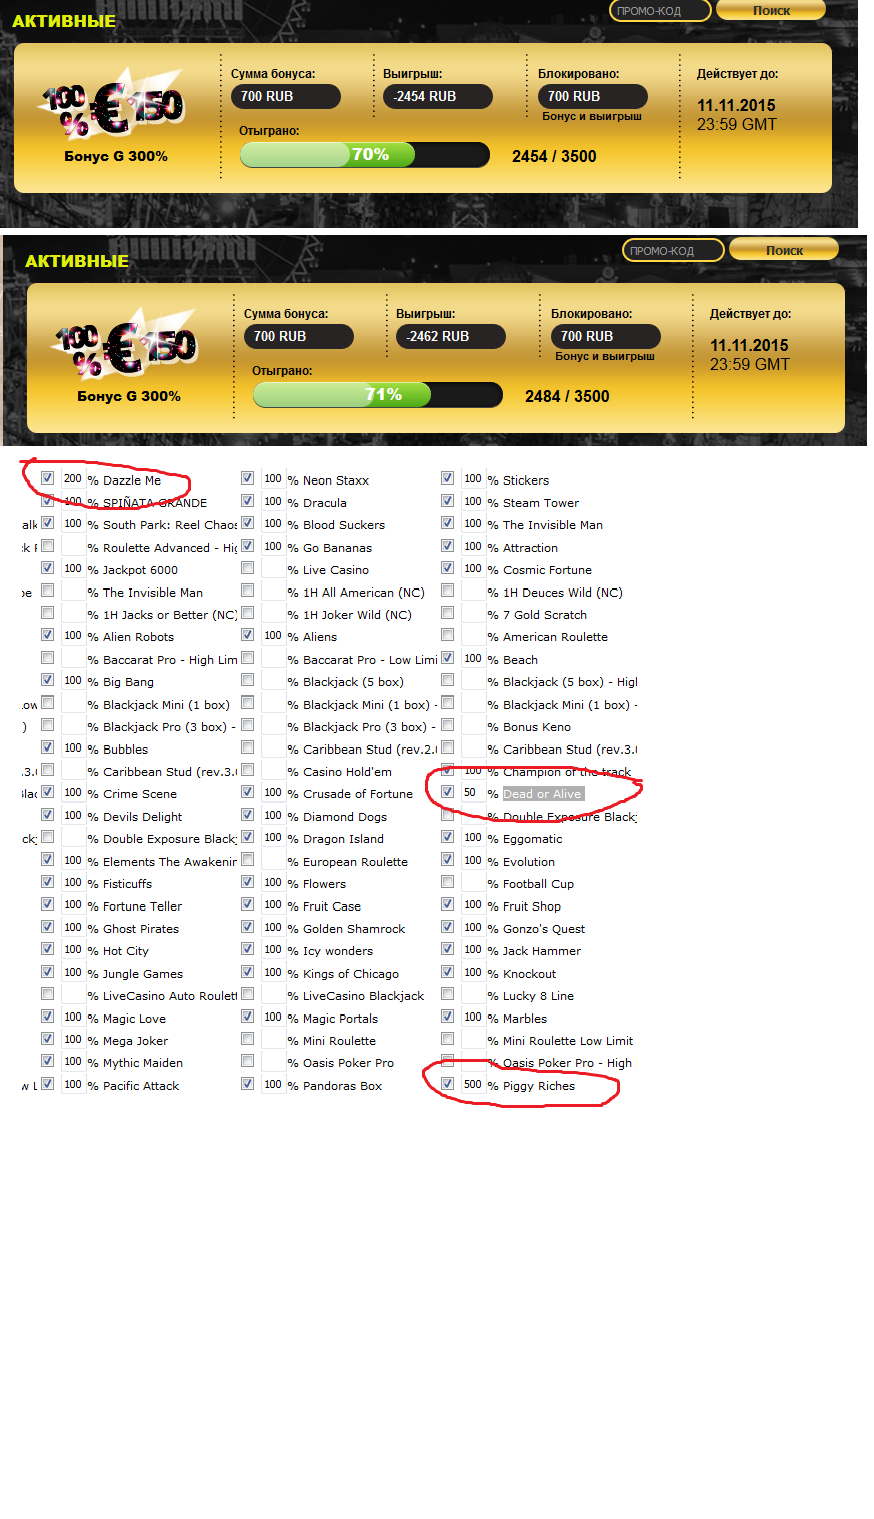 АКТИВНЫЕ
ПРОМО-КОД Поиск
100 % € 150
Бонус G 300%
Сумма бонуса: Выигрыш: Блокировано: Действует до:
700 RUB -2454 RUB 700 RUB 11.11.2015
Бонус и выигрыш 23:59 GMT
Отыграно:
70% 2454 / 3500
АКТИВНЫЕ
ПРОМО-КОД Поиск
100 % € 150
Бонус G 300%
Сумма бонуса: Выигрыш: Блокировано: Действует до:
700 RUB -2462 RUB 700 RUB 11.11.2015
Бонус и выигрыш 23:59 GMT
Отыграно:
71% 2484 / 3500
200 % Dazzle Me 100 % Neon Staxx 100 % Stickers
100 % SPIÑATA GRANDE 100 % Dracula 100 % Steam Tower
alk 100 % South Park: Reel Chaos 100 % Blood Suckers 100 % The Invisible Man
% Roulette Advanced - Hig 100 % Go Bananas 100 % Attraction
100 % Jackpot 6000 % Live Casino 100 % Cosmic Fortune
% The Invisible Man % 1H All American (NC) % 1H Deuces Wild (NC)
% 1H Jacks or Better (NC) % 1H Joker Wild (NC) % 7 Gold Scratch
100 % Alien Robots 100 % Aliens % American Roulette
% Baccarat Pro - High Lim % Baccarat Pro - Low Limi 100 % Beach
100 % Big Bang % Blackjack (5 box) % Blackjack (5 box) - High
ow % Blackjack Mini (1 box) % Blackjack Mini (1 box) - % Blackjack Mini (1 box) -
) % Blackjack Pro (3 box) - % Blackjack Pro (3 box) - % Bonus Keno
100 % Bubbles % Caribbean Stud (rev.2.0 % Caribbean Stud (rev.3.0
.3.0 % Caribbean Stud (rev.3.0 % Casino Hold'em 100 % Champion of the track
Blac 100 % Crime Scene 100 % Crusade of Fortune 50 % Dead or Alive
100 % Devils Delight 100 % Diamond Dogs % Double Exposure Blackj
ckj % Double Exposure Blackj 100 % Dragon Island 100 % Eggomatic
100 % Elements The Awakenin % European Roulette 100 % Evolution
100 % Fisticuffs 100 % Flowers % Football Cup
100 % Fortune Teller 100 % Fruit Case 100 % Fruit Shop
100 % Ghost Pirates 100 % Golden Shamrock 100 % Gonzo's Quest
100 % Hot City 100 % Icy wonders 100 % Jack Hammer
100 % Jungle Games 100 % Kings of Chicago 100 % Knockout
% LiveCasino Auto Roulett % LiveCasino Blackjack % Lucky 8 Line
100 % Magic Love 100 % Magic Portals 100 % Marbles
100 % Mega Joker % Mini Roulette % Mini Roulette Low Limit
100 % Mythic Maiden % Oasis Poker Pro % Oasis Poker Pro - High
w L 100 % Pacific Attack 100 % Pandoras Box 500 % Piggy Riches